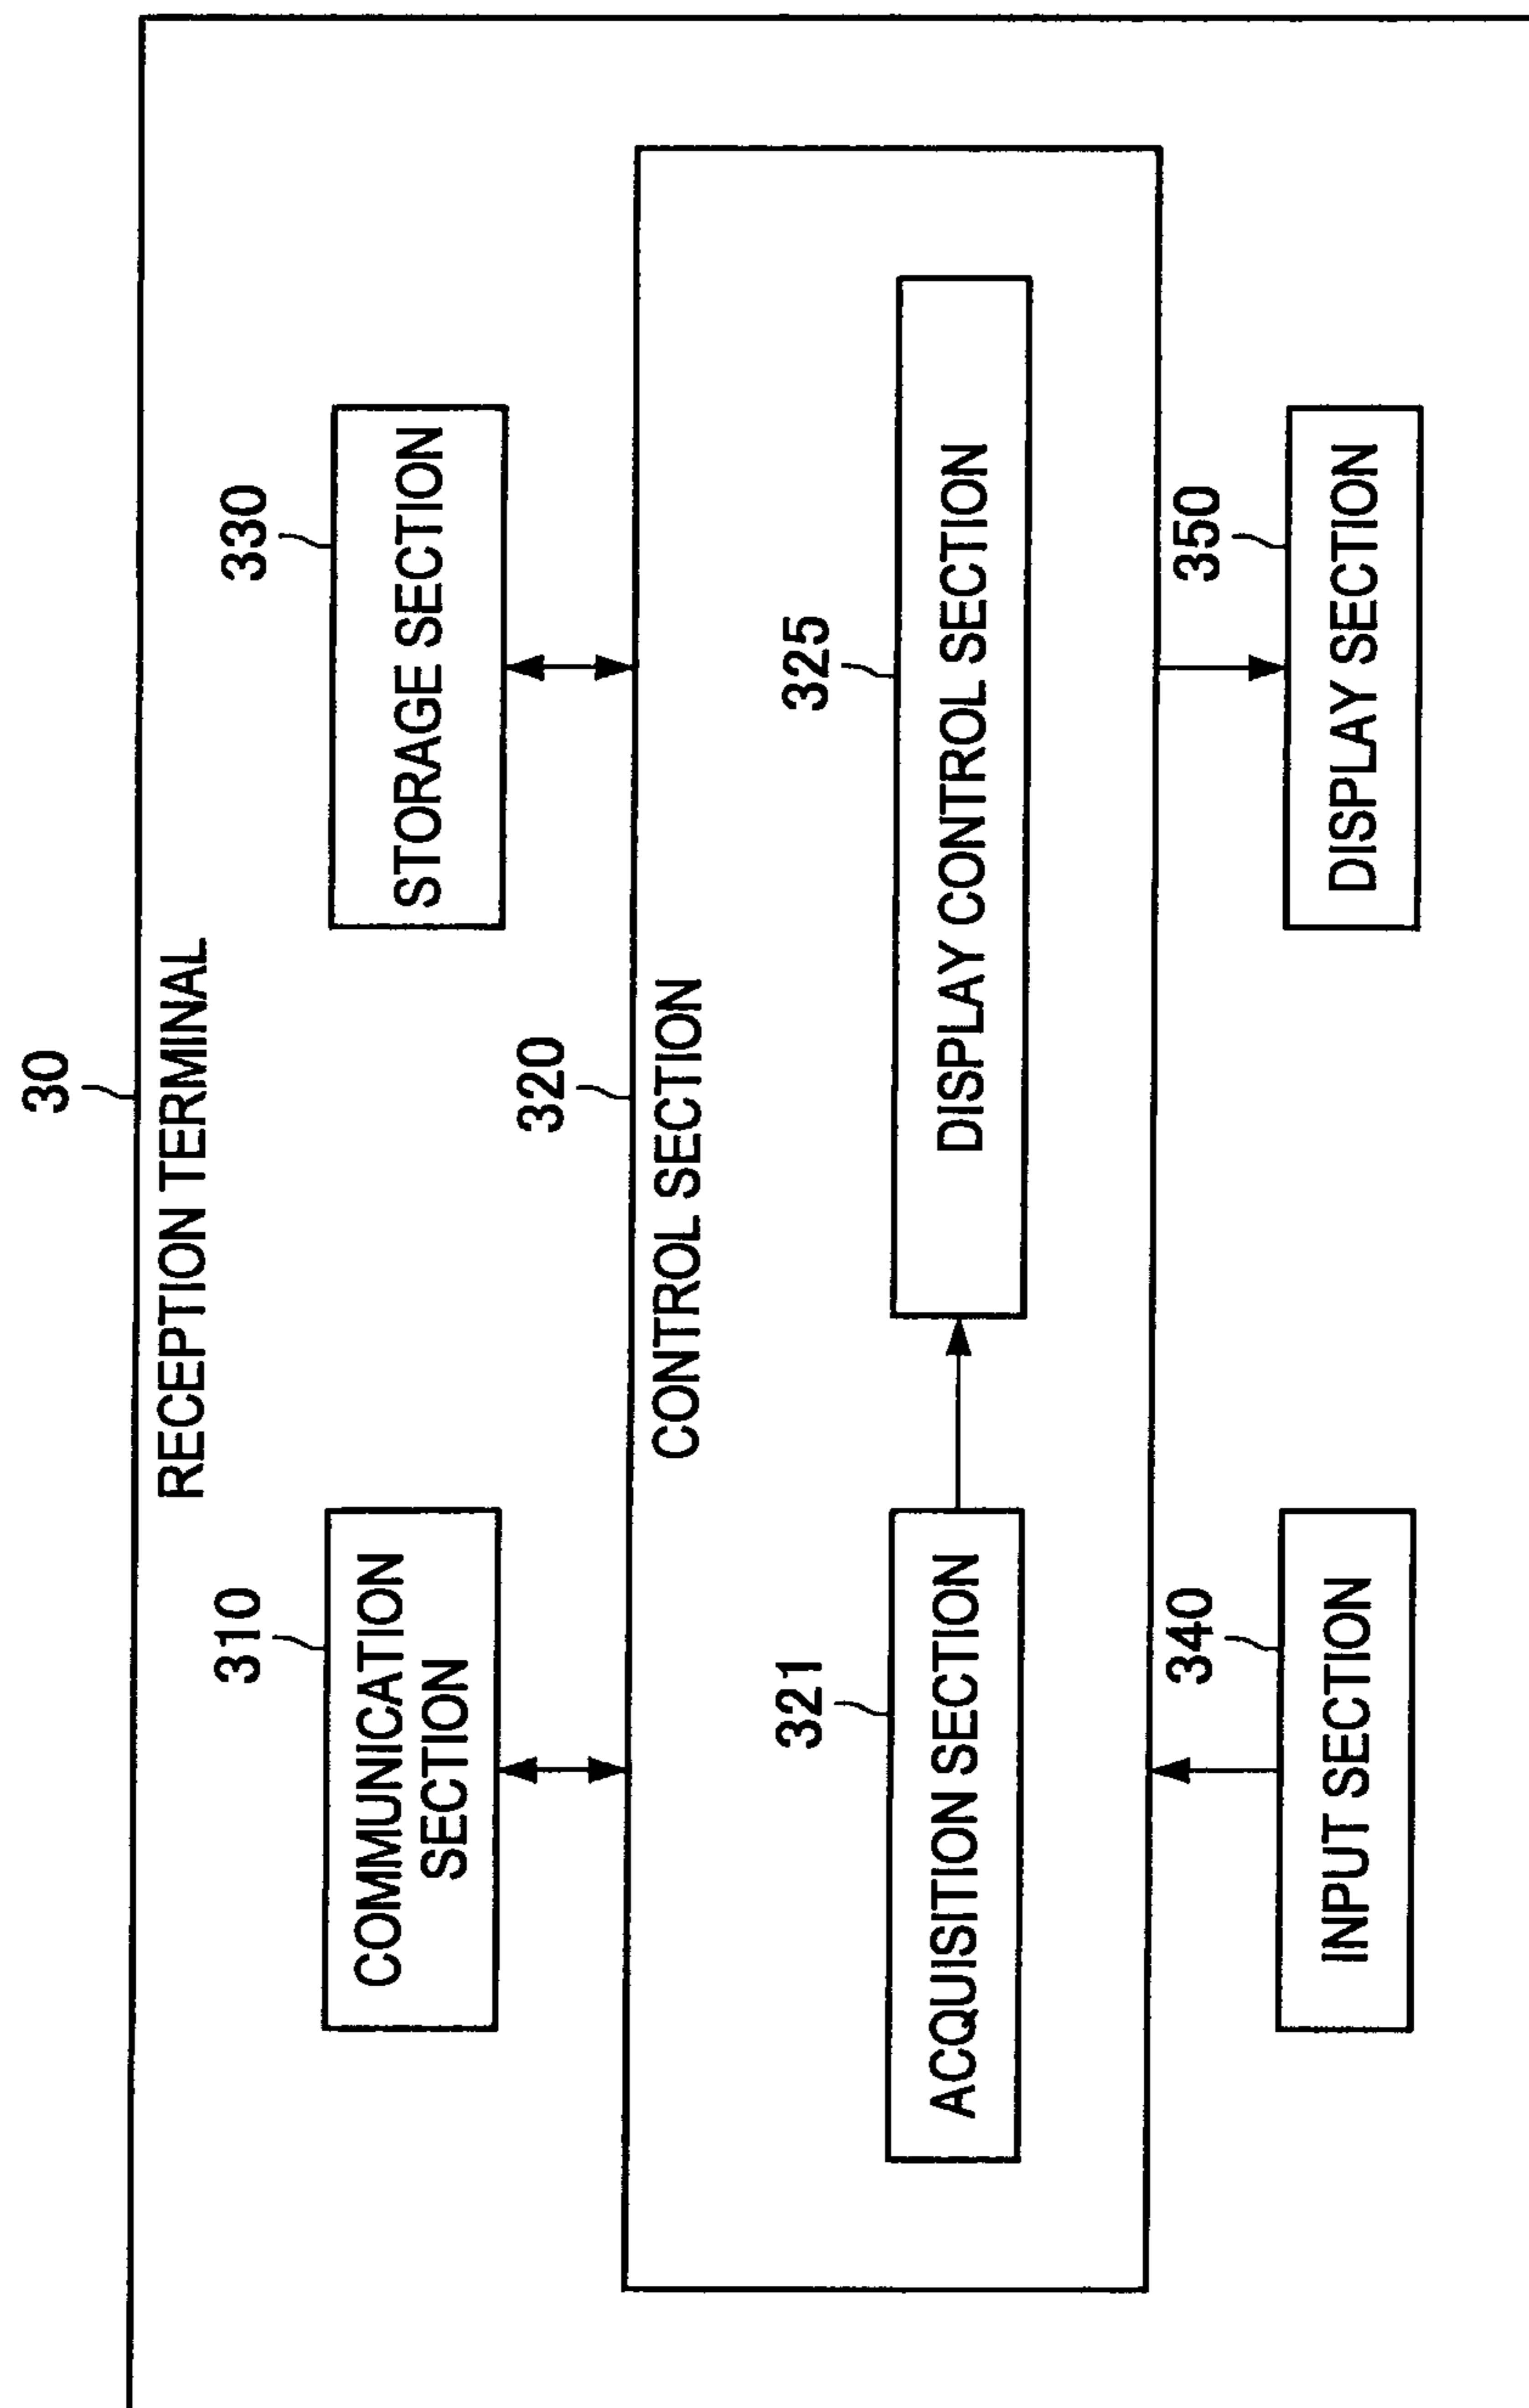 30
RECEPTION TERMINAL
310
330
COMMUNICATION
SECTION
STORAGE SECTION
320
CONTROL SECTION
321
325
ACQUISITION SECTION
DISPLAY CONTROL SECTION
340
350
INPUT SECTION
DISPLAY SECTION